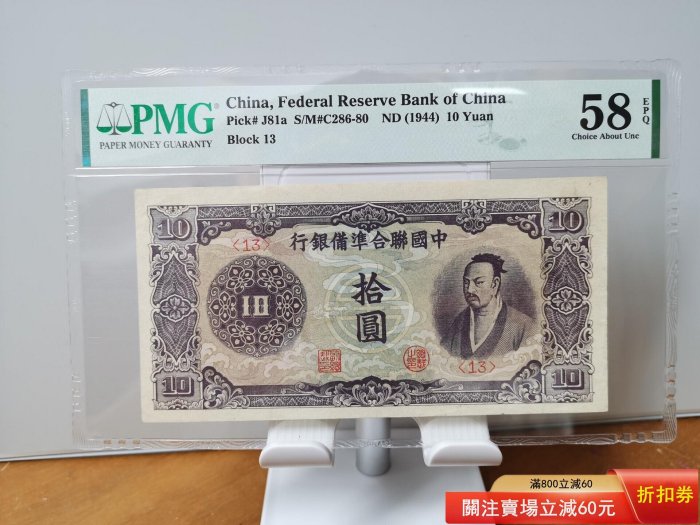 PMG
PAPER MONEY GUARANTY
China, Federal Reserve Bank of China
Pick# J81a S/M#C286-80 ND (1944) 10 Yuan
Block 13
58 EPQ
Choice About Unc
10
10
行銀備準合聯國中
〈13〉
10
拾圓
〈13〉
10
10
滿800立減60
關注賣場立減60元
折扣券